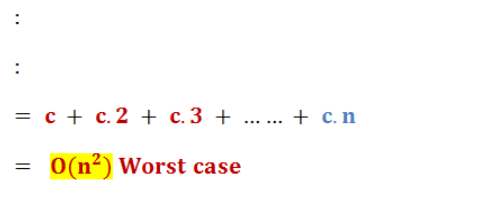 :
:
= c + c. 2 + c. 3 + … … + c. n
= O(n²) Worst case